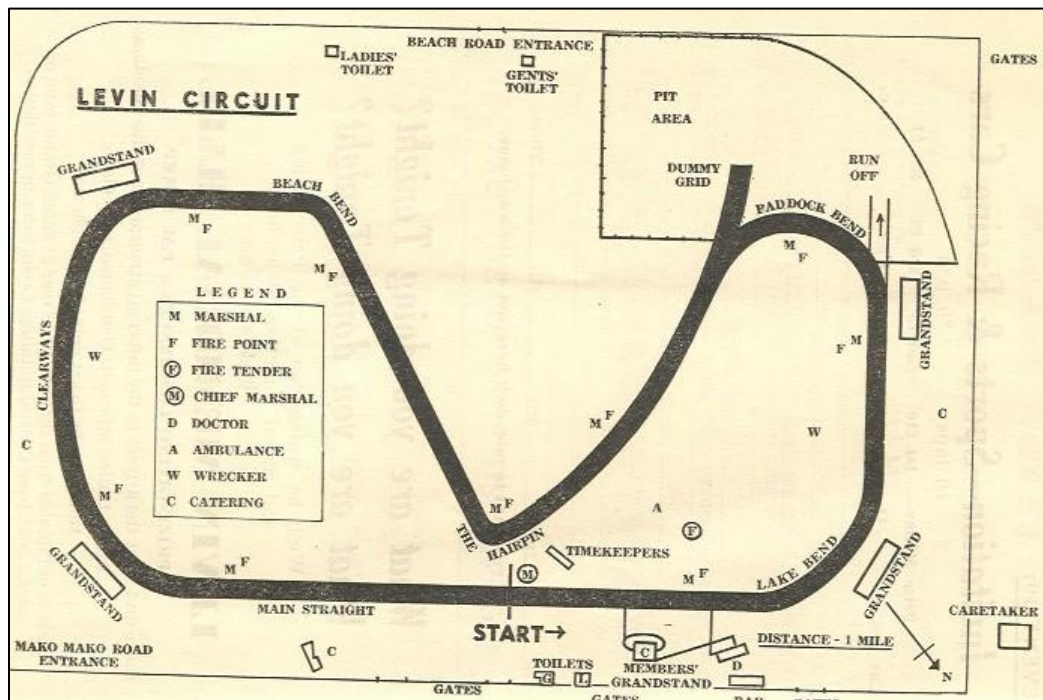 BEACH ROAD ENTRANCE
GATES
LADIES'
TOILET
GENTS'
TOILET
LEVIN CIRCUIT
PIT
AREA
GRANDSTAND
DUMMY
GRID
RUN
OFF
BEACH BEND
PADDOCK BEND
M
F
M
F
M
F
LEGEND
M MARSHAL
F FIRE POINT
F FIRE TENDER
M CHIEF MARSHAL
D DOCTOR
A AMBULANCE
W WRECKER
C CATERING
GRANDSTAND
F M
CLEARWAYS
W
C
M F
W
C
M F
M F
A
F
THE HAIRPIN
TIMEKEEPERS
M
GRANDSTAND
M F
M F
LAKE BEND
GRANDSTAND
MAIN STRAIGHT
START→
CARETAKER
DISTANCE - 1 MILE
MAKO MAKO ROAD
ENTRANCE
C
C
D
N
TOILETS
G L
MEMBERS'
GRANDSTAND
GATES
GATES
BAR
GATES